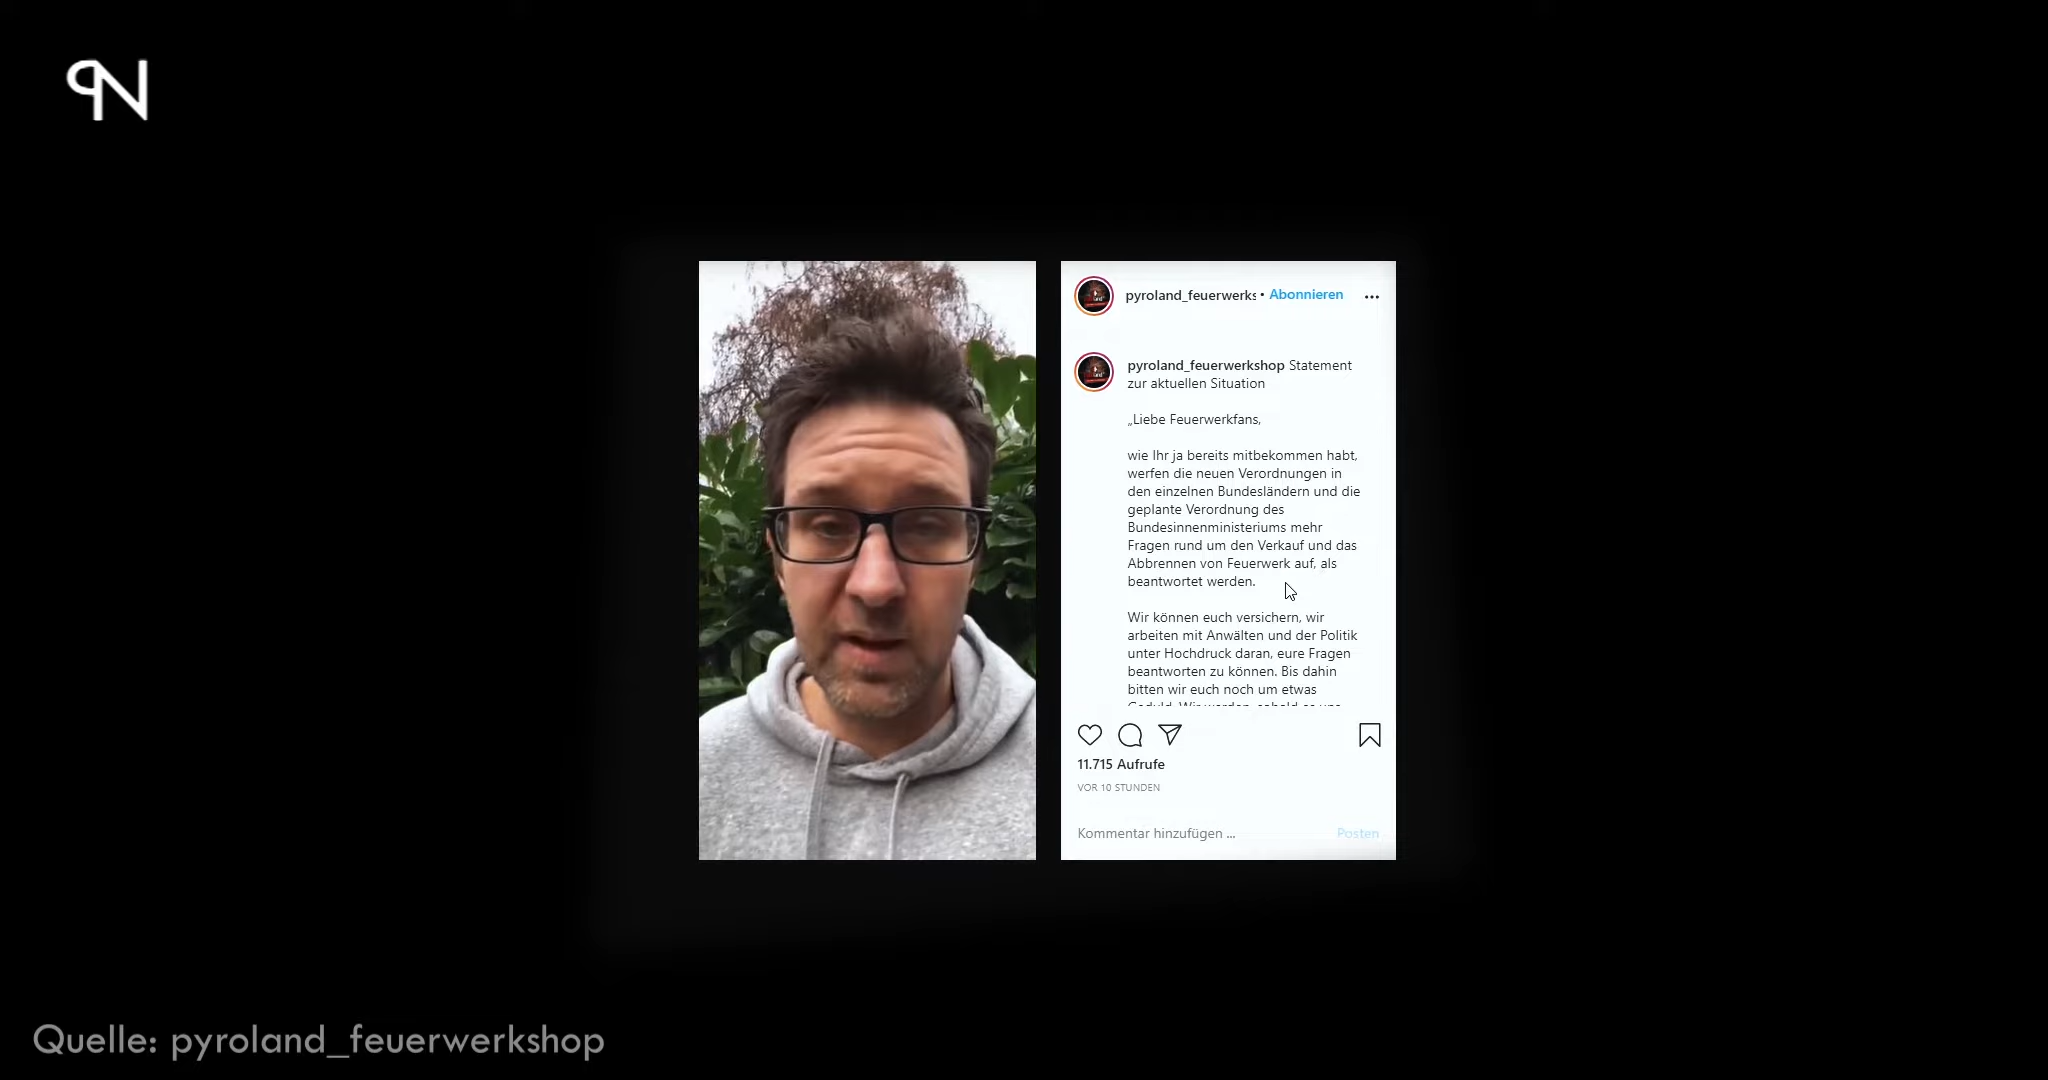 PN
pyroland_feuerwerks • Abonnieren
pyroland_feuerwerkshop Statement
zur aktuellen Situation
„Liebe Feuerwerkfans,
wie Ihr ja bereits mitbekommen habt,
werfen die neuen Verordnungen in
den einzelnen Bundesländern und die
geplante Verordnung des
Bundesinnenministeriums mehr
Fragen rund um den Verkauf und das
Abbrennen von Feuerwerk auf, als
beantwortet werden.
Wir können euch versichern, wir
arbeiten mit Anwälten und der Politik
unter Hochdruck daran, eure Fragen
beantworten zu können. Bis dahin
bitten wir euch noch um etwas
11.715 Aufrufe
VOR 10 STUNDEN
Kommentar hinzufügen ... Posten
Quelle: pyroland_feuerwerkshop